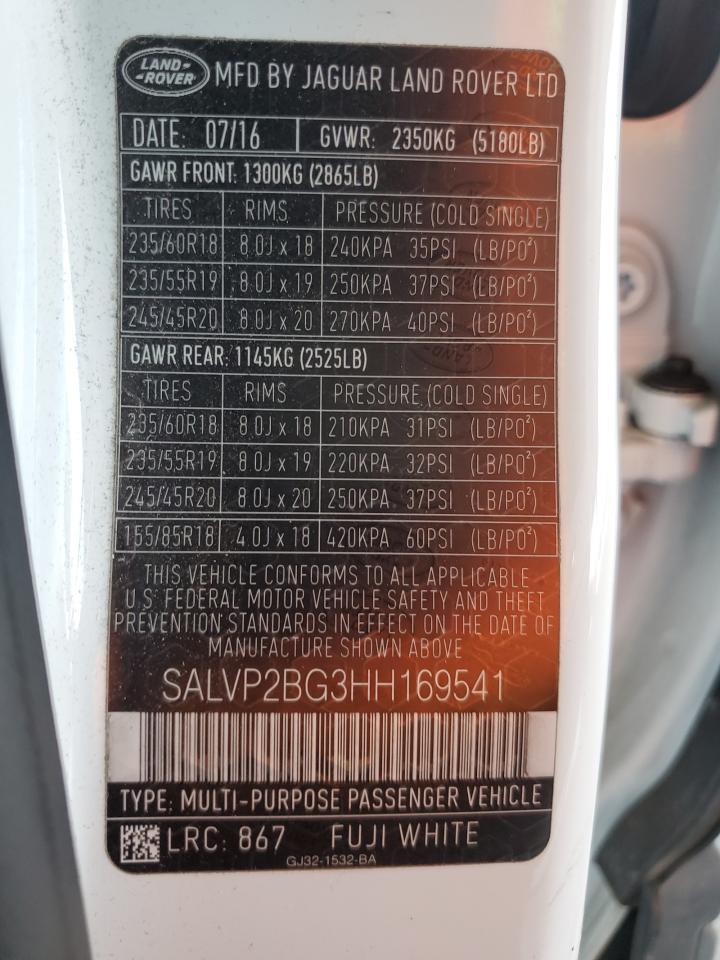 LAND-ROVER MFD BY JAGUAR LAND ROVER LTD
DATE: 07/16 GVWR: 2350KG (5180LB)
GAWR FRONT: 1300KG (2865LB)
TIRES RIMS PRESSURE (COLD SINGLE)
235/60R18 8.0J x 18 240KPA 35PSI (LB/PO²)
235/55R19 8.0J x 19 250KPA 37PSI (LB/PO²)
245/45R20 8.0J x 20 270KPA 40PSI (LB/PO²)
GAWR REAR: 1145KG (2525LB)
TIRES RIMS PRESSURE (COLD SINGLE)
235/60R18 8.0J x 18 210KPA 31PSI (LB/PO²)
235/55R19 8.0J x 19 220KPA 32PSI (LB/PO²)
245/45R20 8.0J x 20 250KPA 37PSI (LB/PO²)
155/85R18 4.0J x 18 420KPA 60PSI (LB/PO²)
THIS VEHICLE CONFORMS TO ALL APPLICABLE
U.S. FEDERAL MOTOR VEHICLE SAFETY AND THEFT
PREVENTION STANDARDS IN EFFECT ON THE DATE OF
MANUFACTURE SHOWN ABOVE
SALVP2BG3HH169541
TYPE: MULTI-PURPOSE PASSENGER VEHICLE
LRC: 867 FUJI WHITE
GJ32-1532-BA